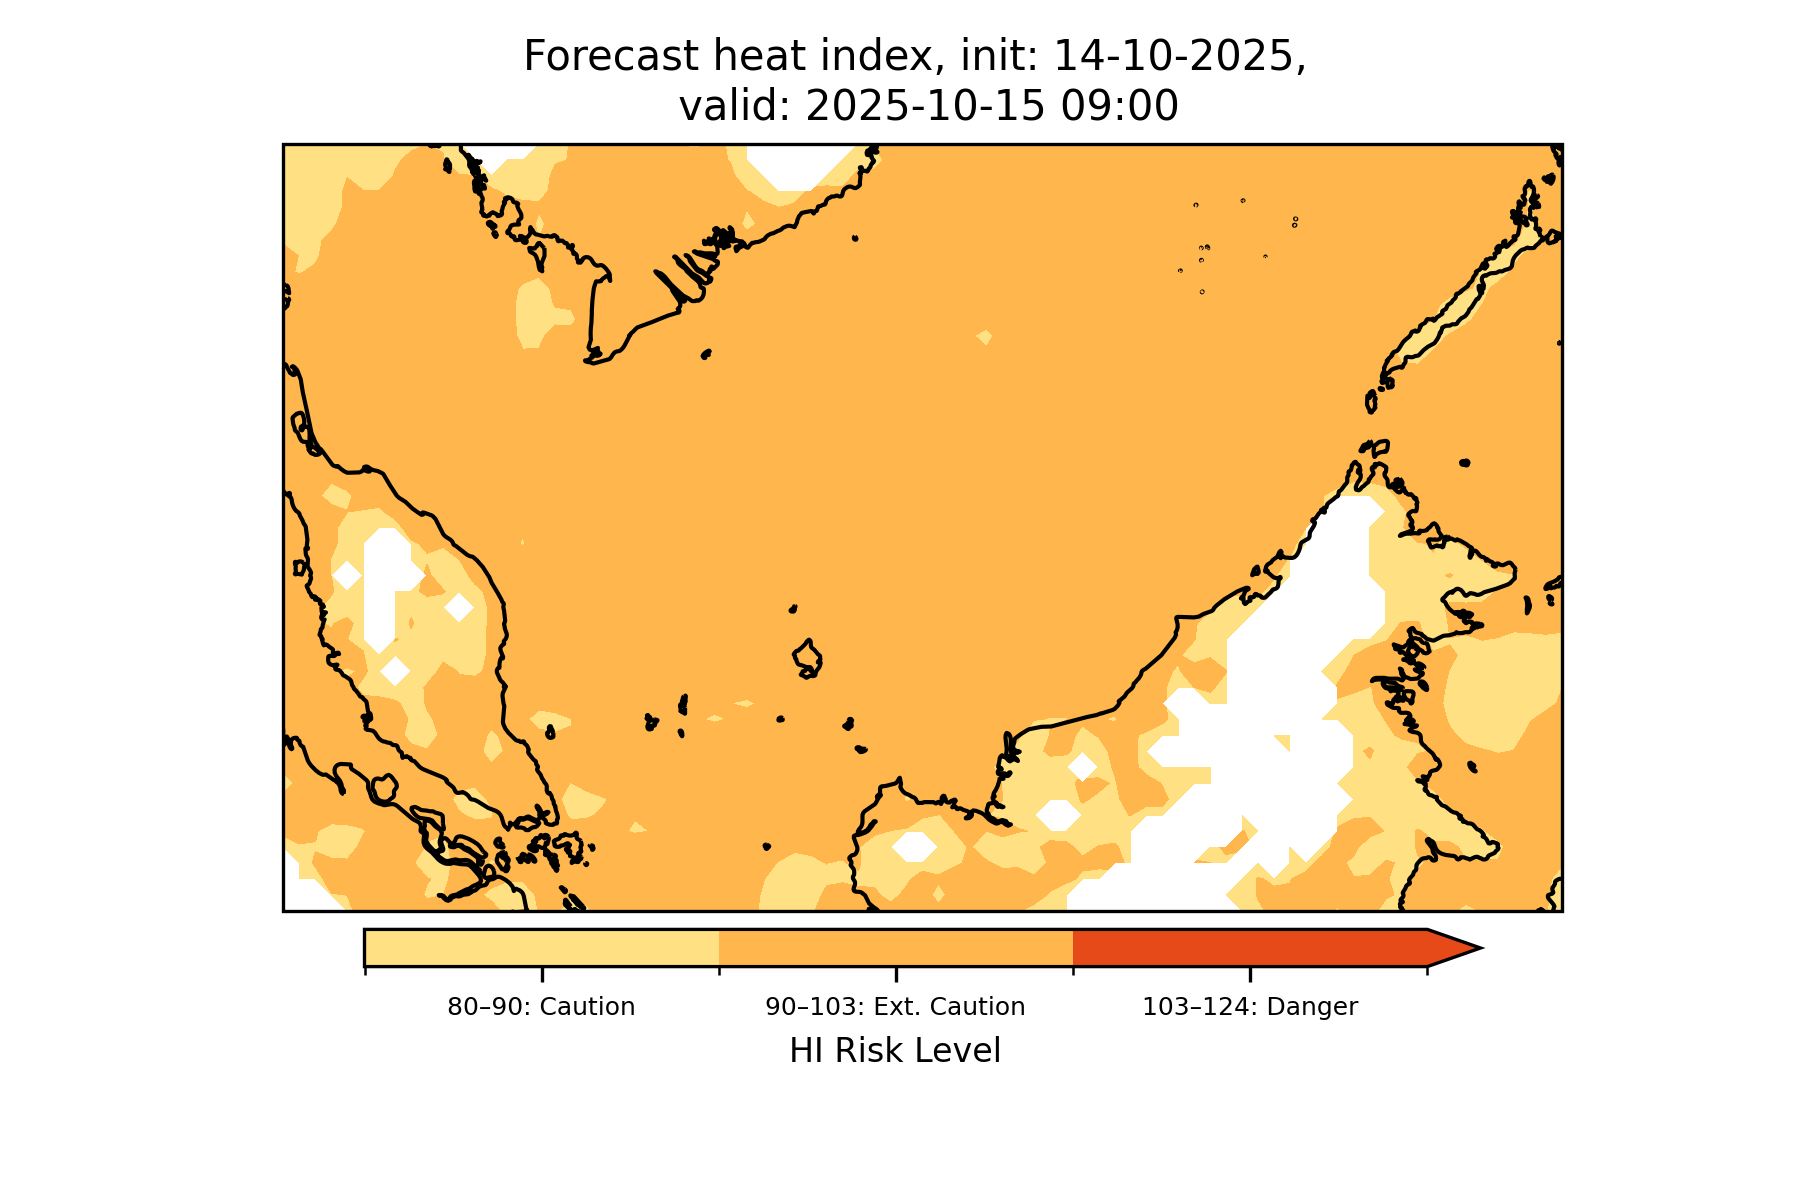 Forecast heat index, init: 14-10-2025,
valid: 2025-10-15 09:00
80–90: Caution
90–103: Ext. Caution
103–124: Danger
HI Risk Level